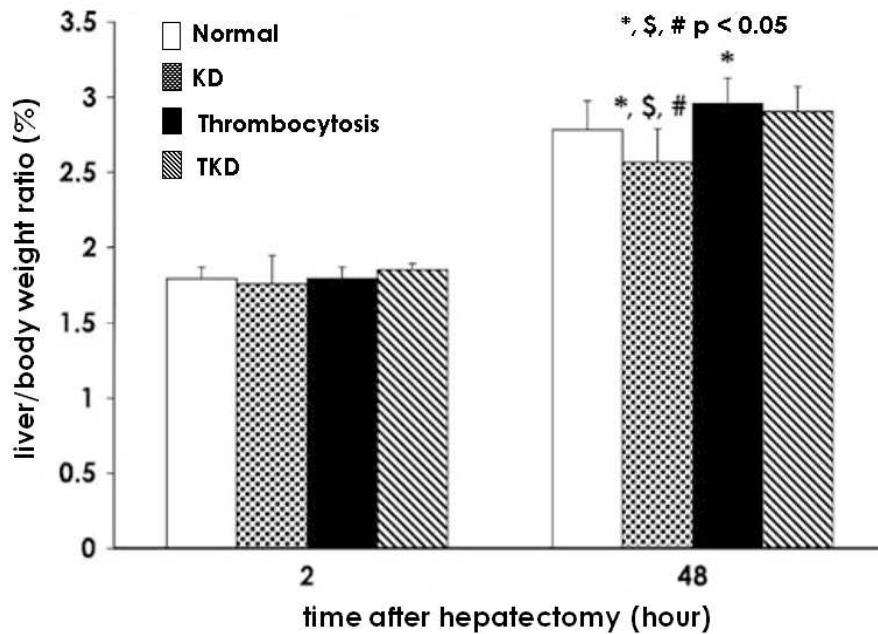 *, $, # p < 0.05
Normal
KD
Thrombocytosis
TKD
*
*, $, #
liver/body weight ratio (%)
3.5
3
2.5
2
1.5
1
0.5
0
2
48
time after hepatectomy (hour)